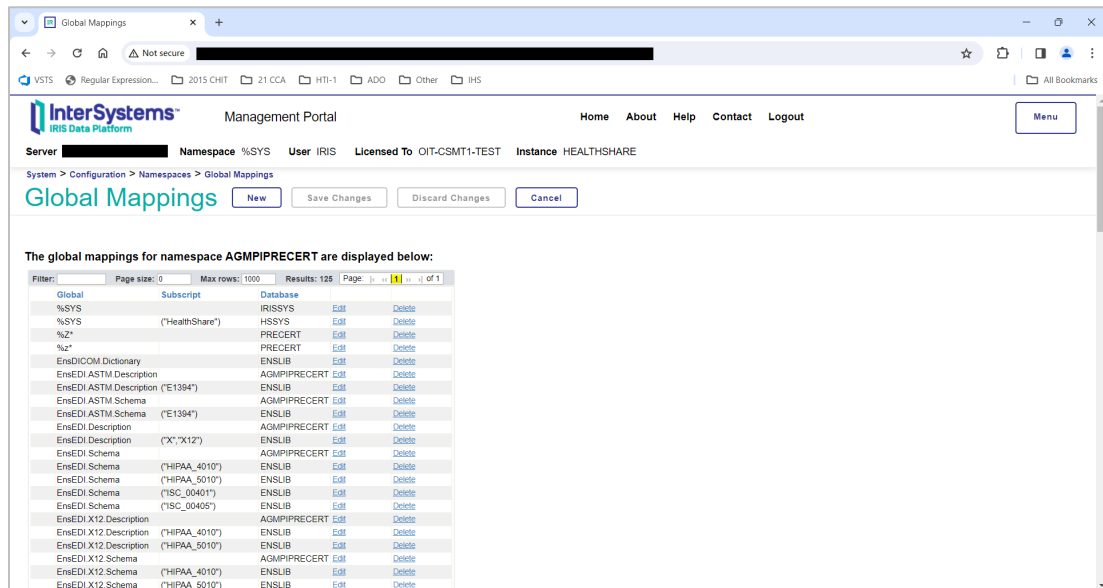 Global Mappings
Not secure
VSTS Regular Expression... 2015 CHIT 21 CCA HTI-1 ADO Other IHS All Bookmarks
InterSystems™
IRIS Data Platform
Management Portal
Home About Help Contact Logout
Menu
Server Namespace %SYS User IRIS Licensed To OIT-CSMT1-TEST Instance HEALTHSHARE
System > Configuration > Namespaces > Global Mappings
Global Mappings New Save Changes Discard Changes Cancel
The global mappings for namespace AGMPIPRECERT are displayed below:
Filter: Page size: 0 Max rows: 1000 Results: 125 Page: |‹ ‹‹ 1 ›› ›| of 1
Global Subscript Database
%SYS IRISSYS Edit Delete
%SYS ("HealthShare") HSSYS Edit Delete
%Z* PRECERT Edit Delete
%z* PRECERT Edit Delete
EnsDICOM.Dictionary ENSLIB Edit Delete
EnsEDI.ASTM.Description AGMPIPRECERT Edit Delete
EnsEDI.ASTM.Description ("E1394") ENSLIB Edit Delete
EnsEDI.ASTM.Schema AGMPIPRECERT Edit Delete
EnsEDI.ASTM.Schema ("E1394") ENSLIB Edit Delete
EnsEDI.Description AGMPIPRECERT Edit Delete
EnsEDI.Description ("X","X12") ENSLIB Edit Delete
EnsEDI.Schema AGMPIPRECERT Edit Delete
EnsEDI.Schema ("HIPAA_4010") ENSLIB Edit Delete
EnsEDI.Schema ("HIPAA_5010") ENSLIB Edit Delete
EnsEDI.Schema ("ISC_00401") ENSLIB Edit Delete
EnsEDI.Schema ("ISC_00405") ENSLIB Edit Delete
EnsEDI.X12.Description AGMPIPRECERT Edit Delete
EnsEDI.X12.Description ("HIPAA_4010") ENSLIB Edit Delete
EnsEDI.X12.Description ("HIPAA_5010") ENSLIB Edit Delete
EnsEDI.X12.Schema AGMPIPRECERT Edit Delete
EnsEDI.X12.Schema ("HIPAA_4010") ENSLIB Edit Delete
EnsEDI.X12.Schema ("HIPAA_5010") ENSLIB Edit Delete